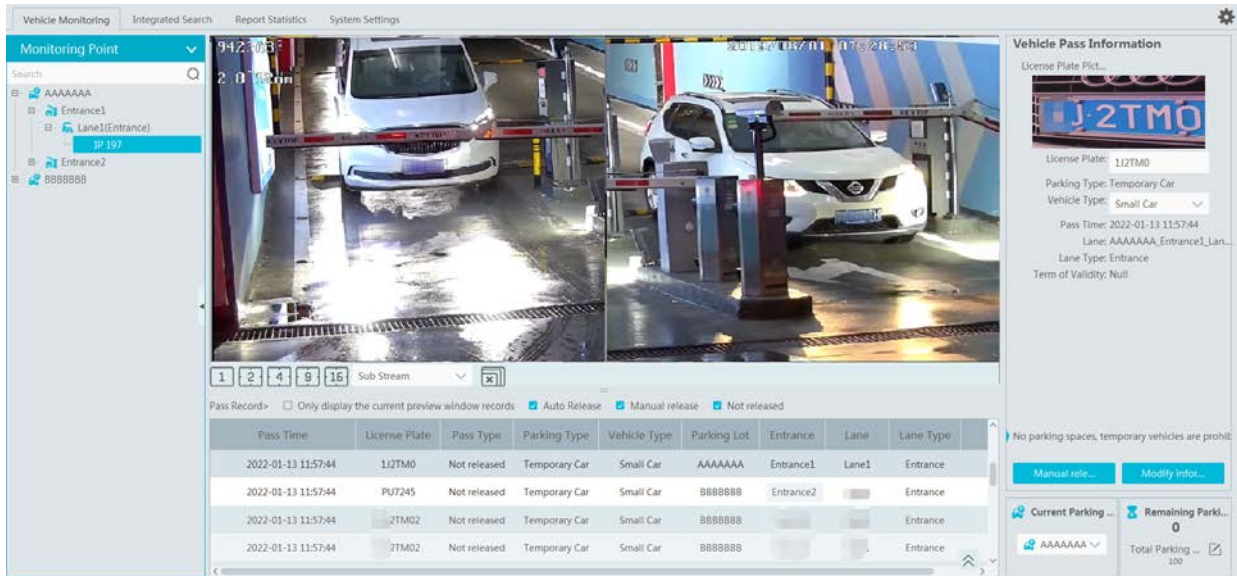 Vehicle Monitoring Integrated Search Report Statistics System Settings
Monitoring Point
Search
AAAAAAA
Entrance1
Lane1(Entrance)
IP 197
Entrance2
BBBBBBB
KEYTOP
Vehicle Pass Information
License Plate Pict...
J·2TM0
License Plate: 1J2TM0
Parking Type: Temporary Car
Vehicle Type: Small Car
Pass Time: 2022-01-13 11:57:44
Lane: AAAAAAA_Entrance1_Lan...
Lane Type: Entrance
Term of Validity: Null
1 2 4 9 16 Sub Stream
Pass Record> Only display the current preview window records Auto Release Manual release Not released
Pass Time License Plate Pass Type Parking Type Vehicle Type Parking Lot Entrance Lane Lane Type
2022-01-13 11:57:44 1J2TM0 Not released Temporary Car Small Car AAAAAAA Entrance1 Lane1 Entrance
2022-01-13 11:57:44 PU7245 Not released Temporary Car Small Car BBBBBBB Entrance2 Entrance
2022-01-13 11:57:44 2TM02 Not released Temporary Car Small Car BBBBBBB Entrance
2022-01-13 11:57:44 2TM02 Not released Temporary Car Small Car BBBBBBB Entrance
No parking spaces, temporary vehicles are prohib
Manual rele... Modify infor...
Current Parking ...
AAAAAAA
Remaining Parki...
0
Total Parking ...
100